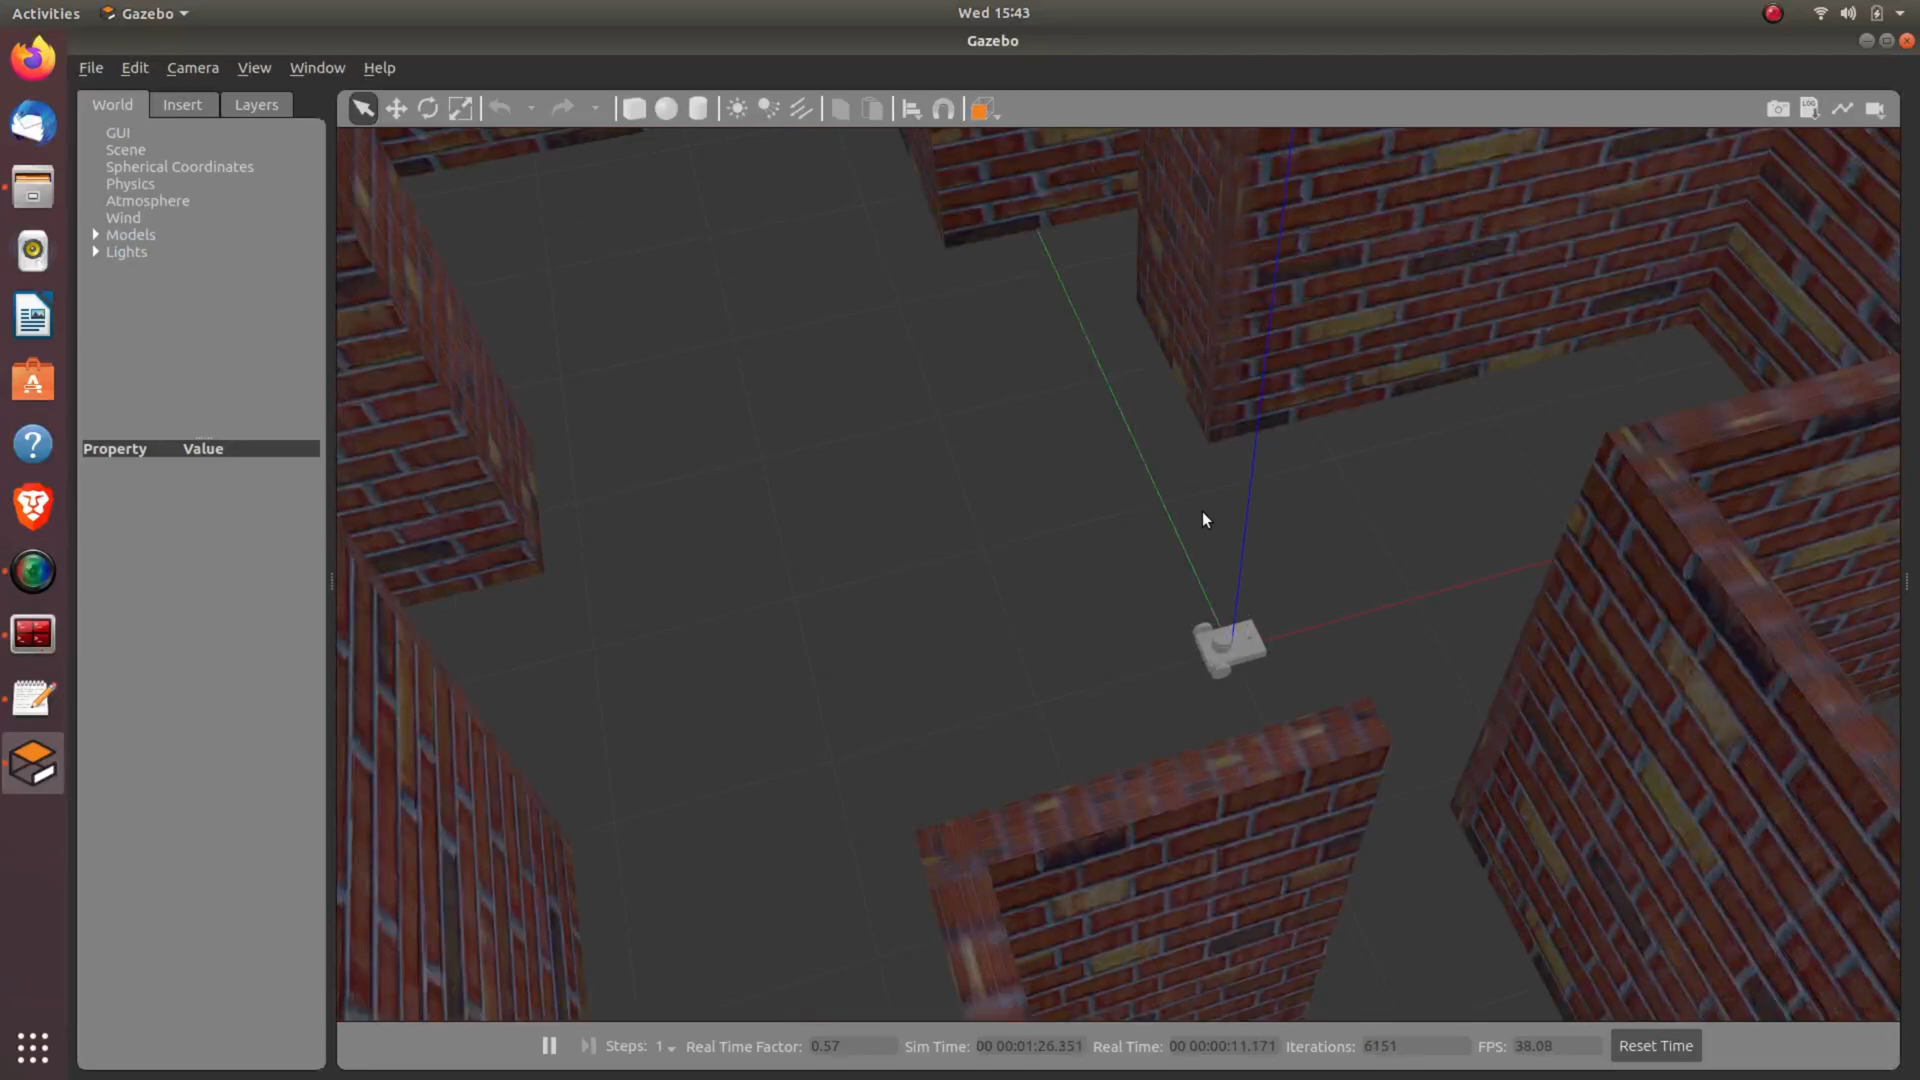 Activities Gazebo Wed 15:43
Gazebo
File Edit Camera View Window Help
World Insert Layers
GUI
Scene
Spherical Coordinates
Physics
Atmosphere
Wind
Models
Lights
Property Value
Steps: 1 Real Time Factor: 0.57 Sim Time: 00 00:01:26.351 Real Time: 00 00:00:11.171 Iterations: 6151 FPS: 38.08 Reset Time